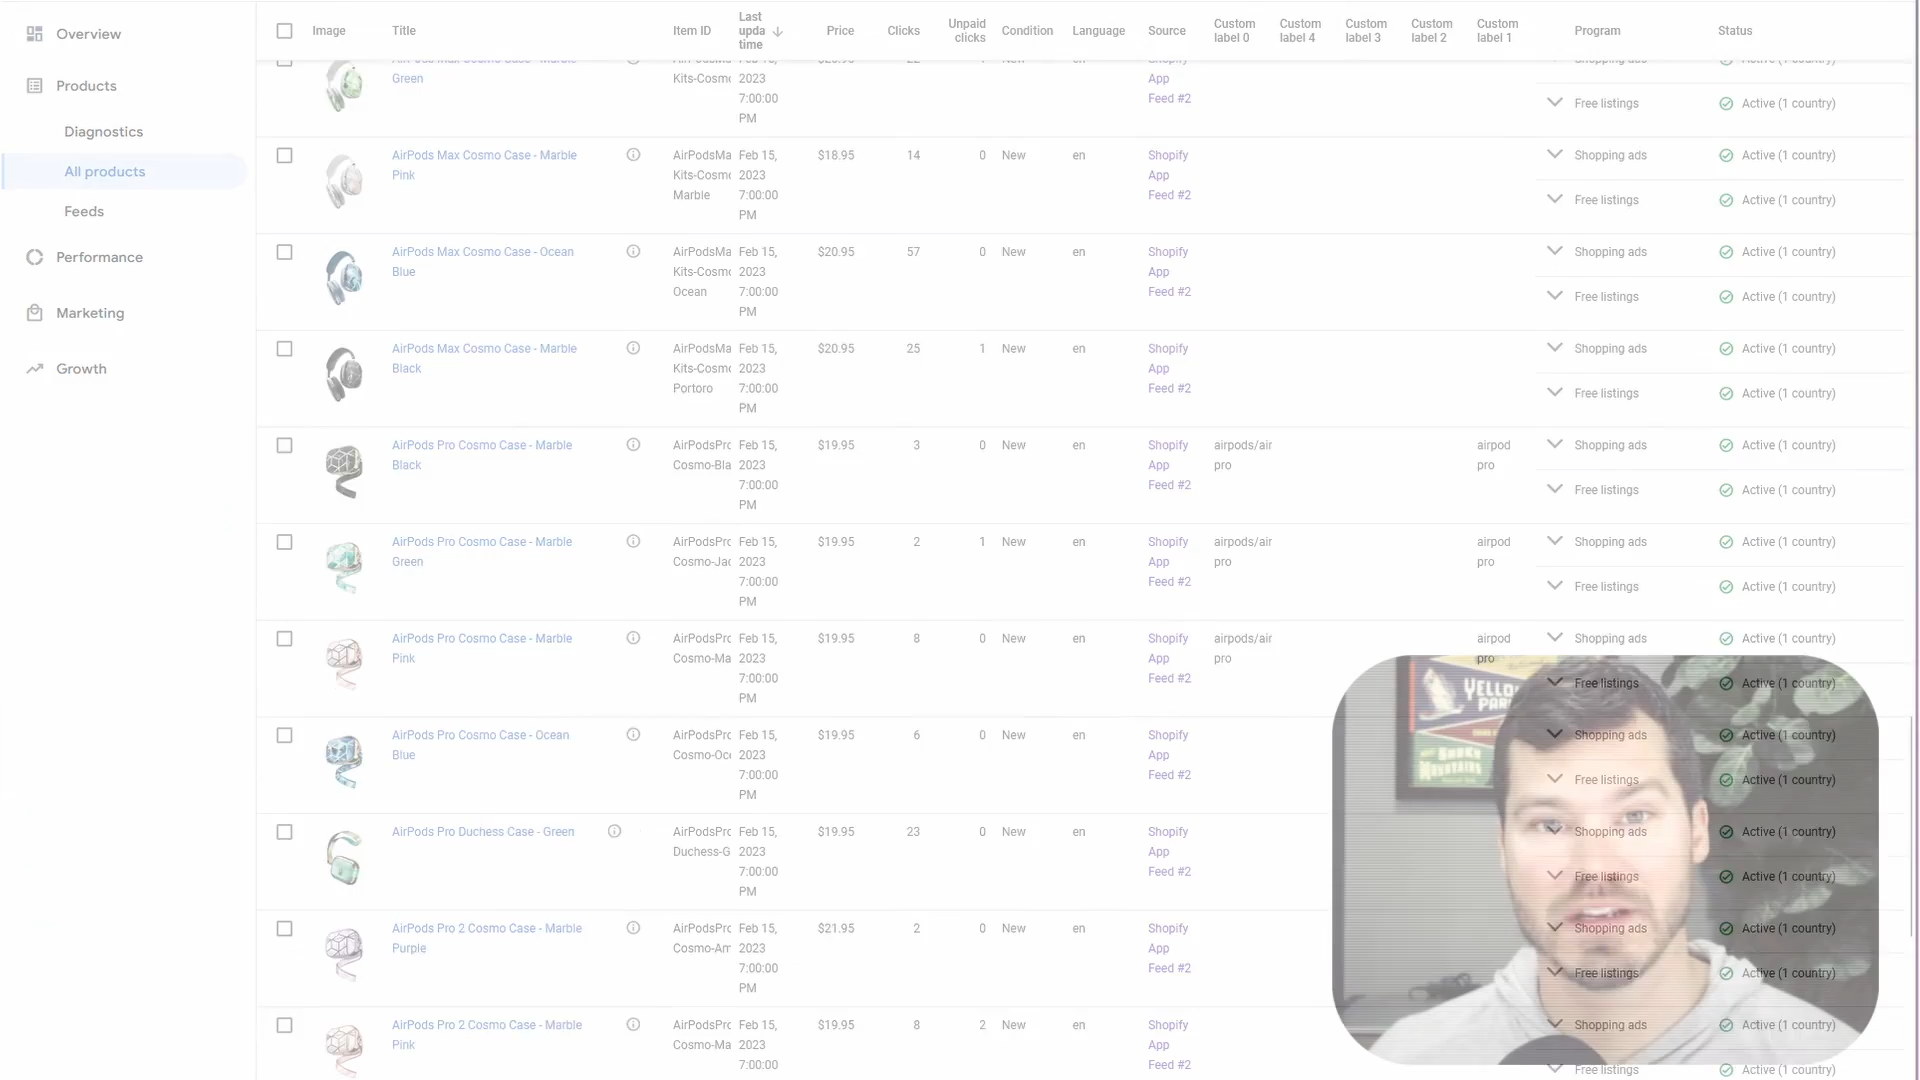 Overview
Products
Diagnostics
All products
Feeds
Performance
Marketing
Growth
Image
Title
Item ID
Last
upda
time
Price
Clicks
Unpaid
clicks
Condition
Language
Source
Custom
label 0
Custom
label 4
Custom
label 3
Custom
label 2
Custom
label 1
Program
Status
Green
Kits-Cosmo
2023
7:00:00
PM
App
Feed #2
Free listings
Active (1 country)
AirPods Max Cosmo Case - Marble
Pink
AirPodsMa
Kits-Cosmo
Marble
Feb 15,
2023
7:00:00
PM
$18.95
14
0
New
en
Shopify
App
Feed #2
Shopping ads
Active (1 country)
Free listings
Active (1 country)
AirPods Max Cosmo Case - Ocean
Blue
AirPodsMa
Kits-Cosmo
Ocean
Feb 15,
2023
7:00:00
PM
$20.95
57
0
New
en
Shopify
App
Feed #2
Shopping ads
Active (1 country)
Free listings
Active (1 country)
AirPods Max Cosmo Case - Marble
Black
AirPodsMa
Kits-Cosmo
Portoro
Feb 15,
2023
7:00:00
PM
$20.95
25
1
New
en
Shopify
App
Feed #2
Shopping ads
Active (1 country)
Free listings
Active (1 country)
AirPods Pro Cosmo Case - Marble
Black
AirPodsPro
Cosmo-Bla
Feb 15,
2023
7:00:00
PM
$19.95
3
0
New
en
Shopify
App
Feed #2
airpods/air
pro
airpod
pro
Shopping ads
Active (1 country)
Free listings
Active (1 country)
AirPods Pro Cosmo Case - Marble
Green
AirPodsPro
Cosmo-Jac
Feb 15,
2023
7:00:00
PM
$19.95
2
1
New
en
Shopify
App
Feed #2
airpods/air
pro
airpod
pro
Shopping ads
Active (1 country)
Free listings
Active (1 country)
AirPods Pro Cosmo Case - Marble
Pink
AirPodsPro
Cosmo-Ma
Feb 15,
2023
7:00:00
PM
$19.95
8
0
New
en
Shopify
App
Feed #2
airpods/air
pro
airpod
pro
Shopping ads
Active (1 country)
Free listings
Active (1 country)
AirPods Pro Cosmo Case - Ocean
Blue
AirPodsPro
Cosmo-Oce
Feb 15,
2023
7:00:00
PM
$19.95
6
0
New
en
Shopify
App
Feed #2
Shopping ads
Active (1 country)
Free listings
Active (1 country)
AirPods Pro Duchess Case - Green
AirPodsPro
Duchess-G
Feb 15,
2023
7:00:00
PM
$19.95
23
0
New
en
Shopify
App
Feed #2
Shopping ads
Active (1 country)
Free listings
Active (1 country)
AirPods Pro 2 Cosmo Case - Marble
Purple
AirPodsPro
Cosmo-Am
Feb 15,
2023
7:00:00
PM
$21.95
2
0
New
en
Shopify
App
Feed #2
Shopping ads
Active (1 country)
Free listings
Active (1 country)
AirPods Pro 2 Cosmo Case - Marble
Pink
AirPodsPro
Cosmo-Ma
Feb 15,
2023
7:00:00
$19.95
8
2
New
en
Shopify
App
Feed #2
Shopping ads
Active (1 country)
Free listings
Active (1 country)